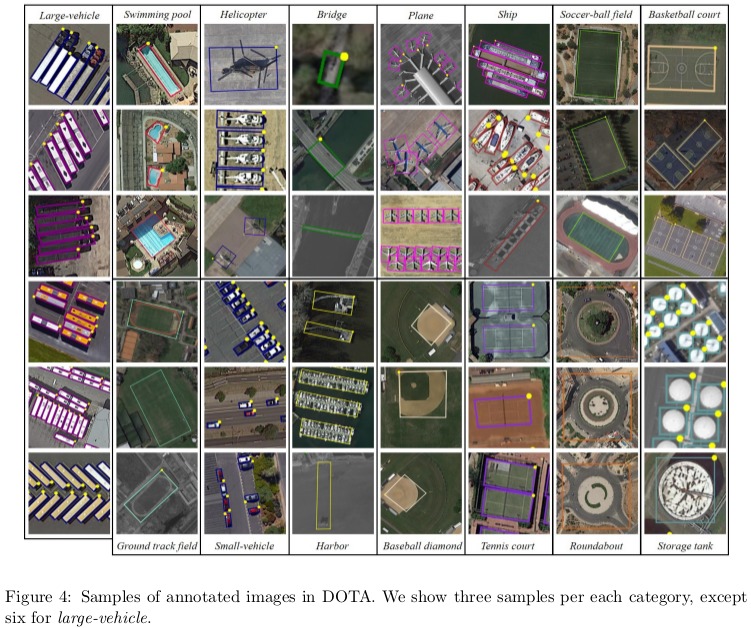 Large-vehicle
Swimming pool
Helicopter
Bridge
Plane
Ship
Soccer-ball field
Basketball court
Ground track field
Small-vehicle
Harbor
Baseball diamond
Tennis court
Roundabout
Storage tank
Figure 4: Samples of annotated images in DOTA. We show three samples per each category, except
six for large-vehicle.